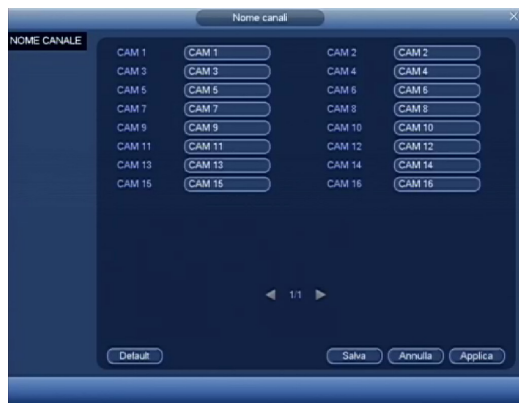 Nome canali
NOME CANALE
CAM 1 CAM 1 CAM 2 CAM 2
CAM 3 CAM 3 CAM 4 CAM 4
CAM 5 CAM 5 CAM 6 CAM 6
CAM 7 CAM 7 CAM 8 CAM 8
CAM 9 CAM 9 CAM 10 CAM 10
CAM 11 CAM 11 CAM 12 CAM 12
CAM 13 CAM 13 CAM 14 CAM 14
CAM 15 CAM 15 CAM 16 CAM 16
1/1
Default Salva Annulla Applica